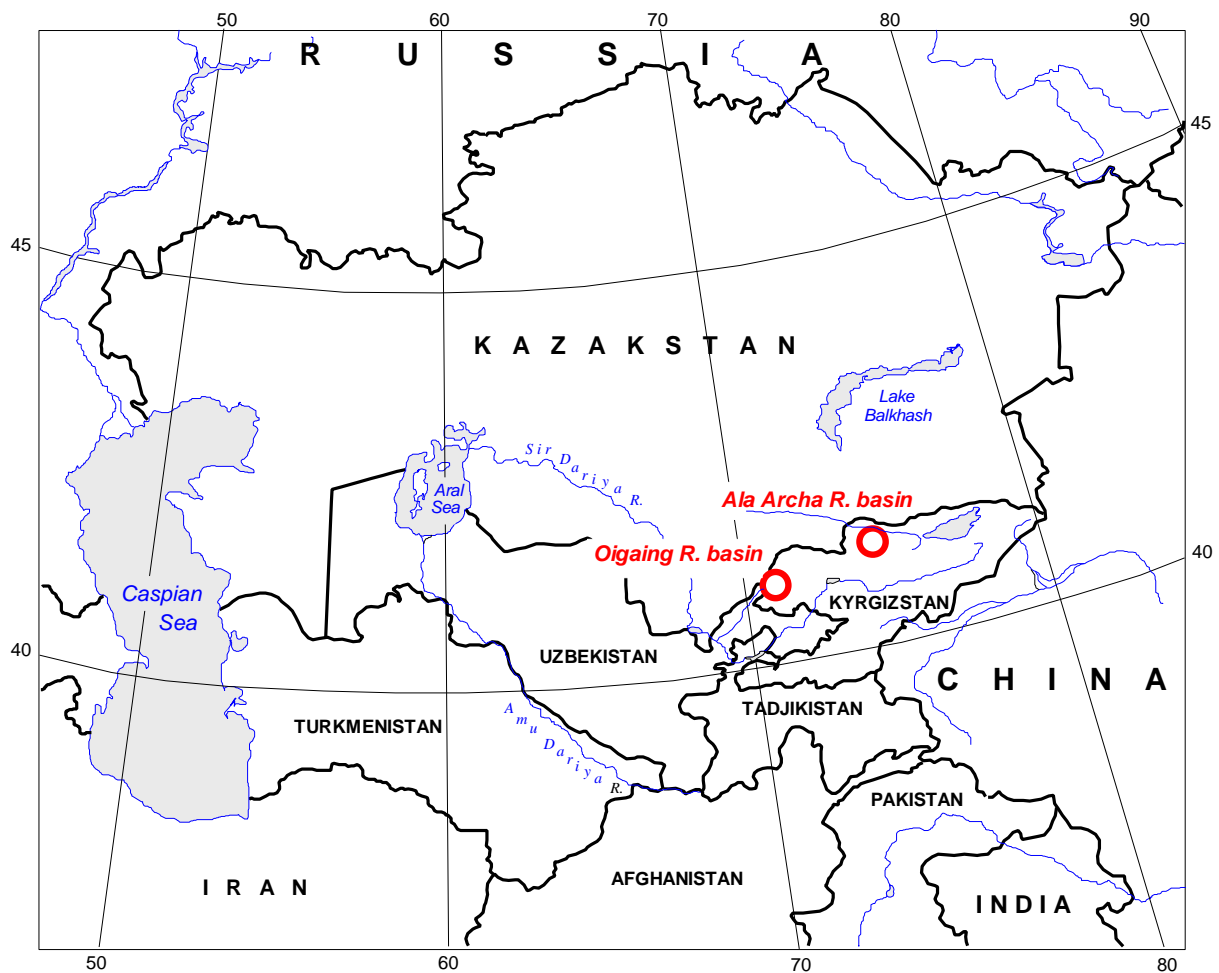 50
60
70
80
90
R U S S I A
45
45
K A Z A K S T A N
Lake
Balkhash
Sir Dariya R.
Aral
Sea
Ala Archa R. basin
Oigaing R. basin
40
Caspian
Sea
KYRGIZSTAN
40
UZBEKISTAN
C H I N A
TADJIKISTAN
TURKMENISTAN
Amu Dariya R.
PAKISTAN
I R A N
AFGHANISTAN
INDIA
50
60
70
80